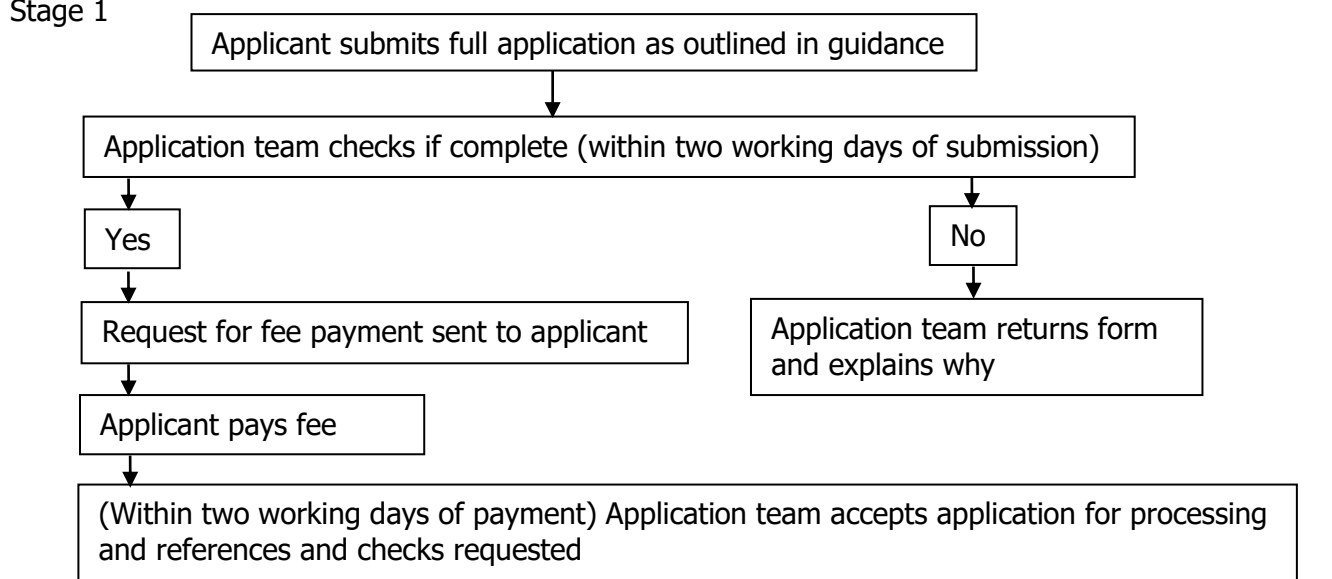 Stage 1
Applicant submits full application as outlined in guidance
Application team checks if complete (within two working days of submission)
Yes
No
Request for fee payment sent to applicant
Application team returns form
and explains why
Applicant pays fee
(Within two working days of payment) Application team accepts application for processing
and references and checks requested